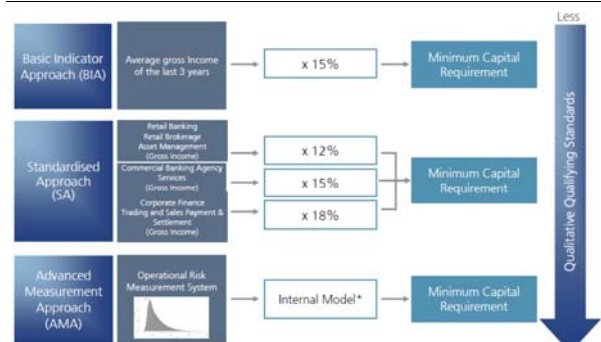 Less
Basic Indicator
Approach (BIA)
Average gross Income
of the last 3 years
x 15%
Minimum Capital
Requirement
Standardised
Approach
(SA)
Retail Banking
Retail Brokerage
Asset Management
(Gross Income)
x 12%
Commercial Banking Agency
Services
(Gross Income)
x 15%
Corporate Finance
Trading and Sales Payment &
Settlement
(Gross Income)
x 18%
Minimum Capital
Requirement
Advanced
Measurement
Approach
(AMA)
Operational Risk
Measurement System
Internal Model*
Minimum Capital
Requirement
Qualitative Qualifying Standards